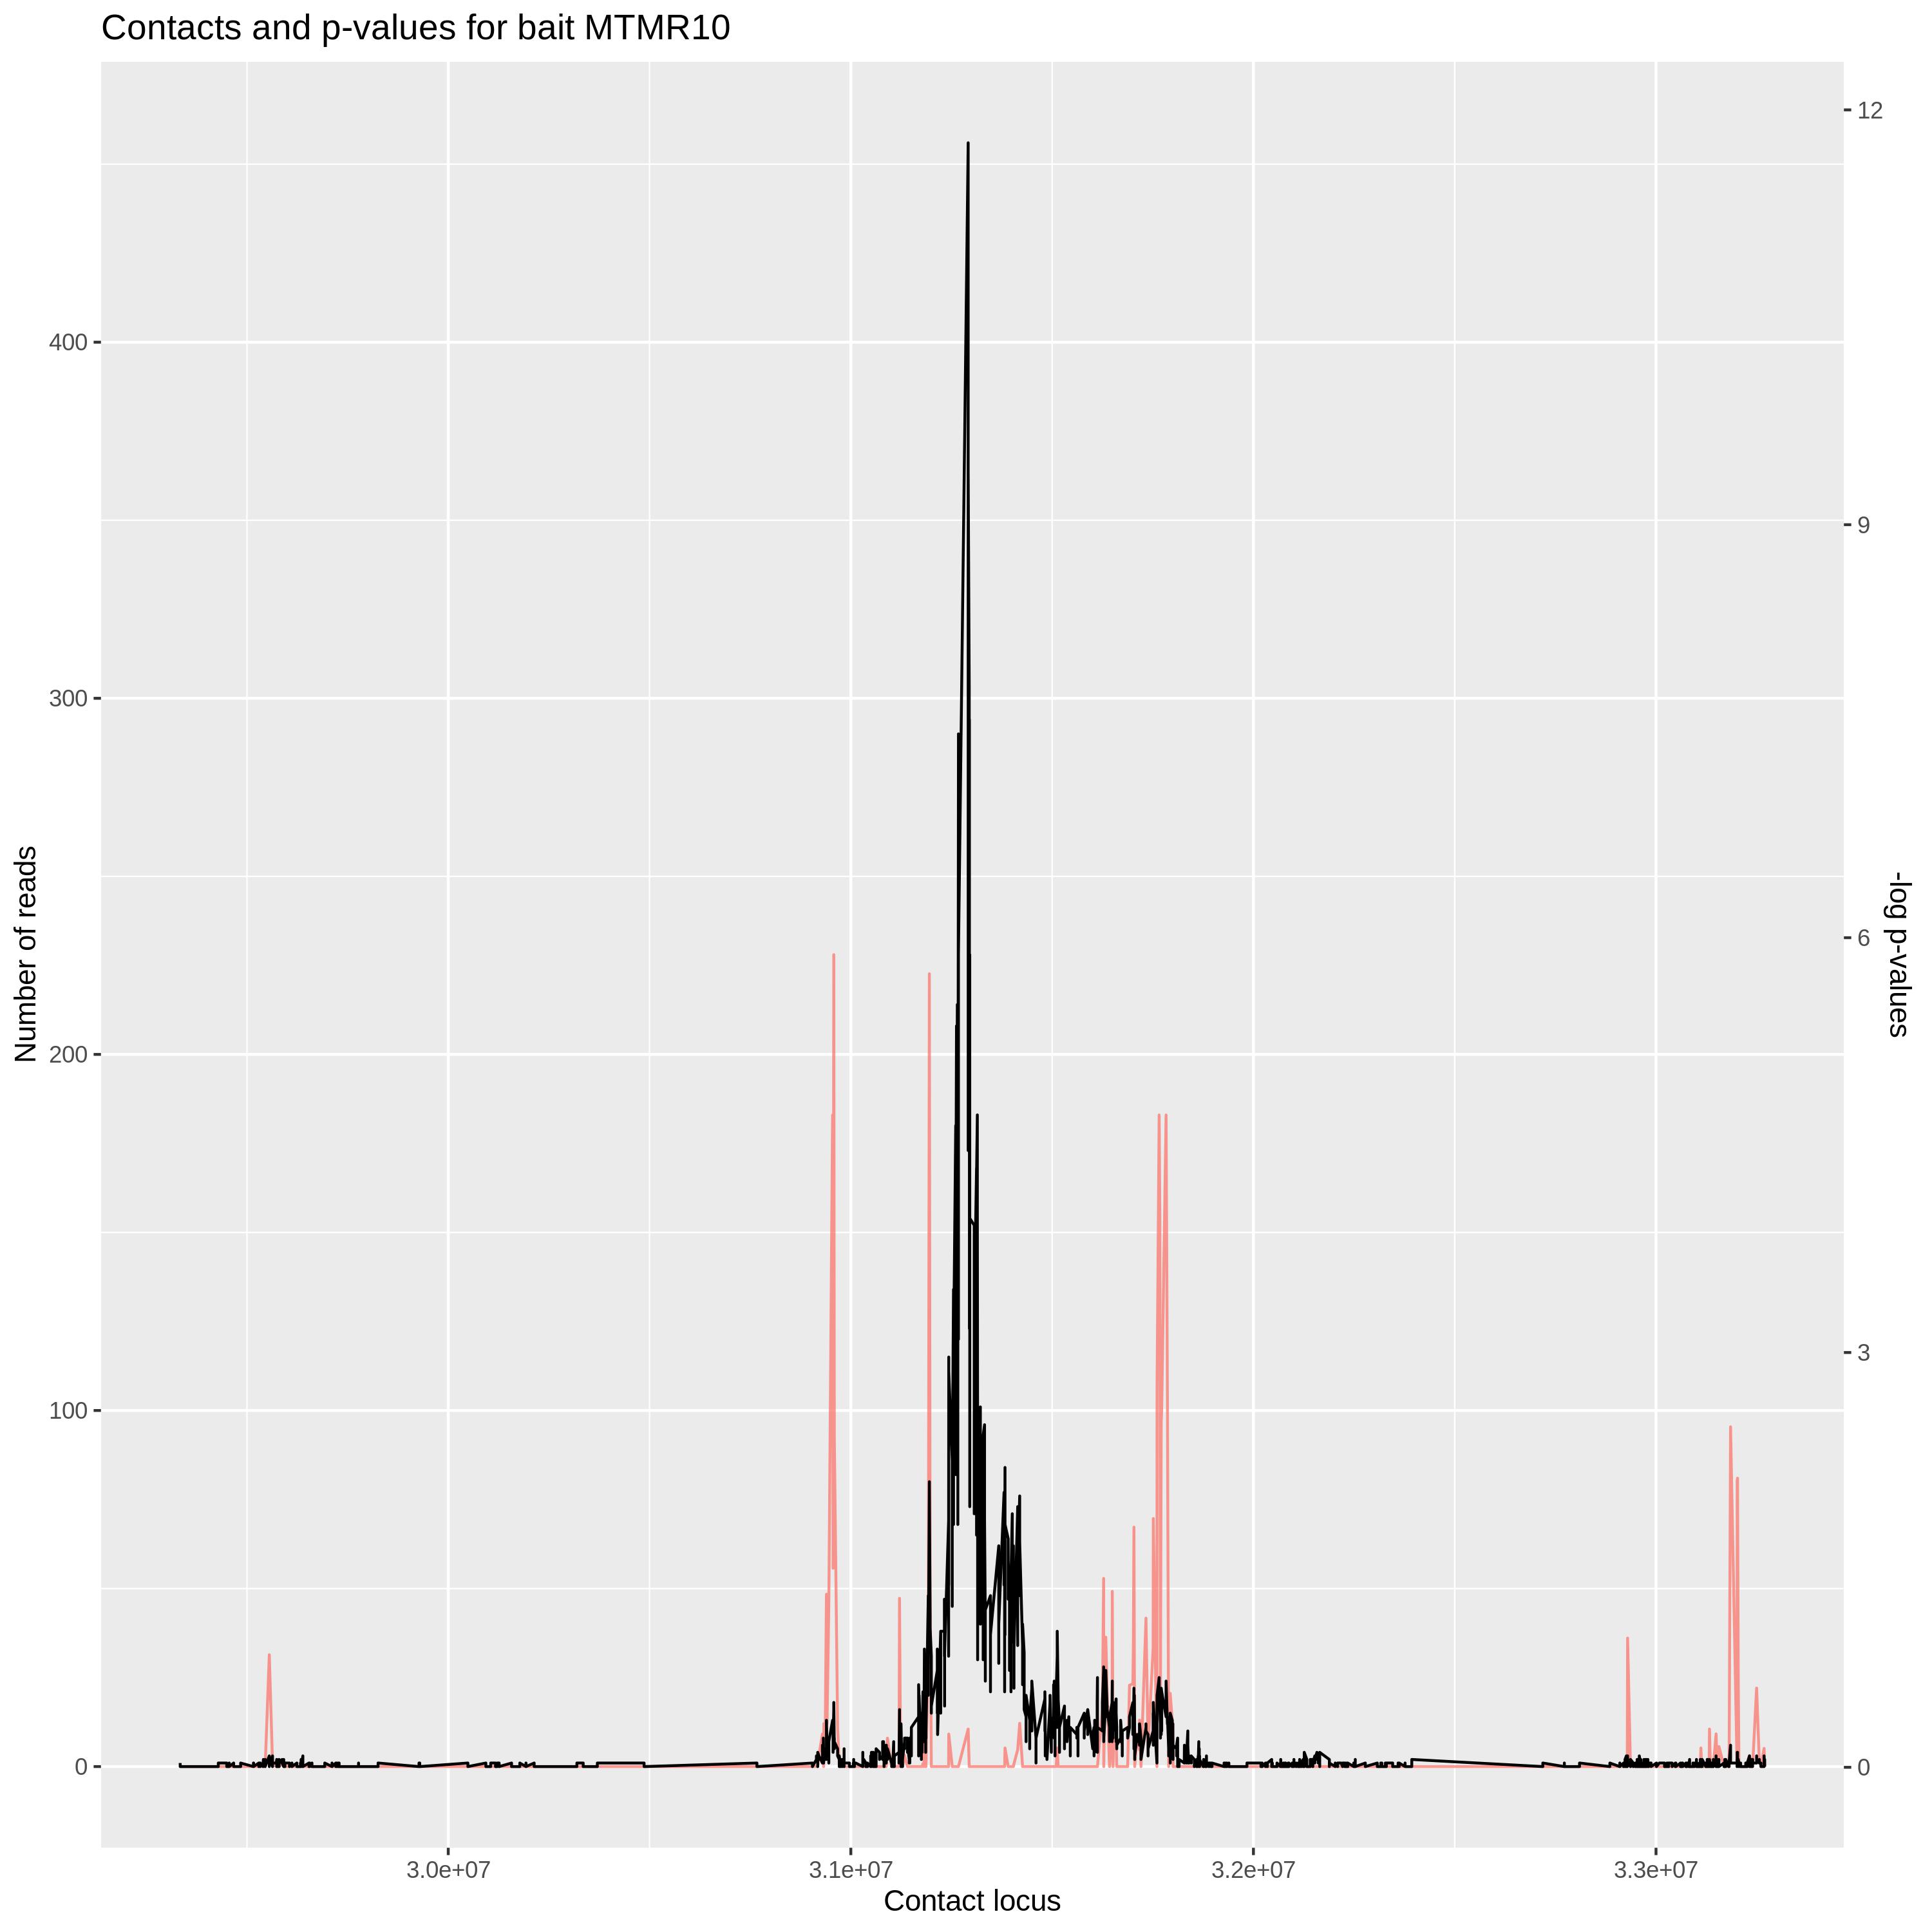 Contacts and p-values for bait MTMR10
12
9
6
3
0
-log p-values
400
300
200
100
0
Number of reads
3.0e+07
3.1e+07
3.2e+07
3.3e+07
Contact locus